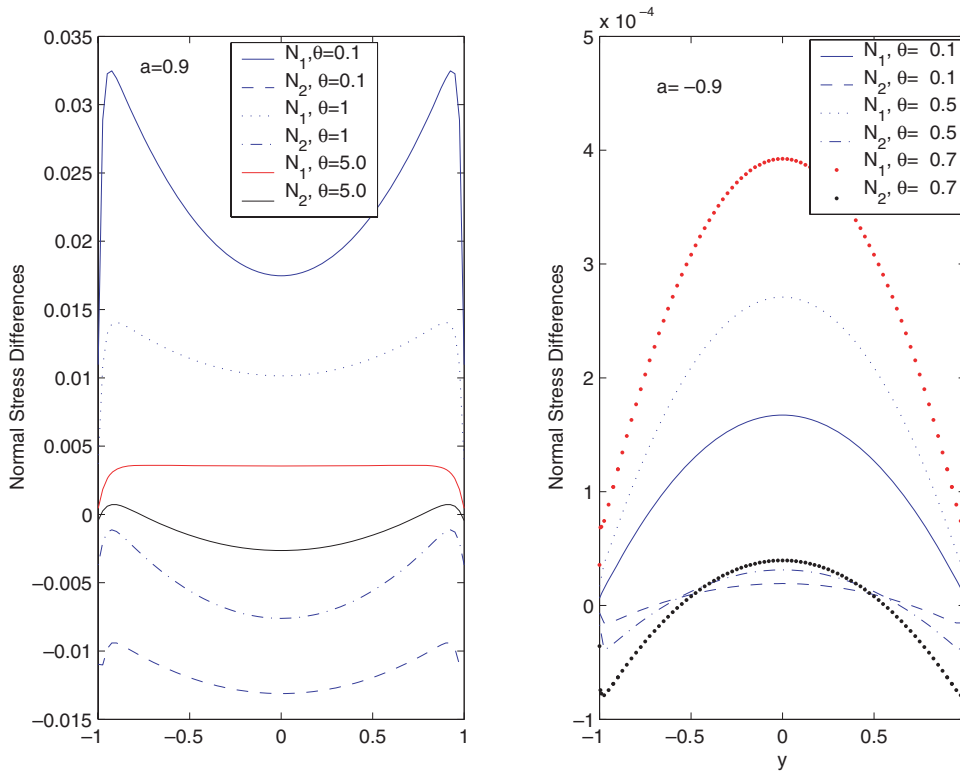 0.035
0.03
0.025
0.02
0.015
0.01
0.005
0
−0.005
−0.01
−0.015
−1
−0.5
0
0.5
1
Normal Stress Differences
a=0.9
N1,θ=0.1
N2, θ=0.1
N1, θ=1
N2, θ=1
N1, θ=5.0
N2, θ=5.0
x 10−4
5
4
3
2
1
0
−1
−1
−0.5
0
0.5
1
y
Normal Stress Differences
a= −0.9
N1, θ= 0.1
N2, θ= 0.1
N1, θ= 0.5
N2, θ= 0.5
N1, θ= 0.7
N2, θ= 0.7